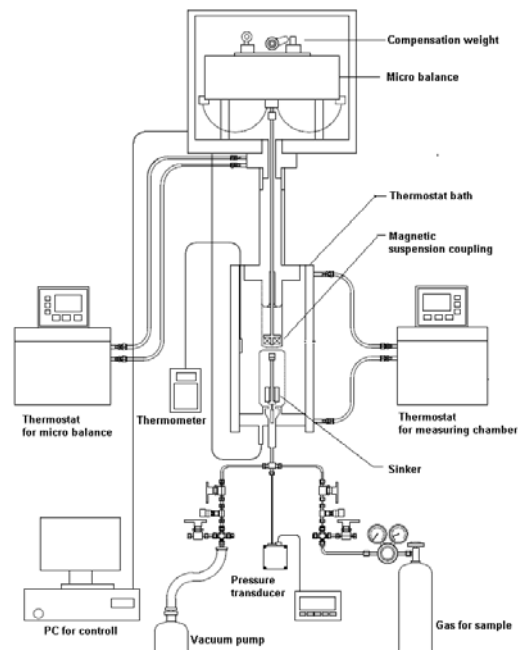 Compensation weight
Micro balance
Thermostat bath
Magnetic
suspension coupling
Thermostat
for micro balance
Thermometer
Thermostat
for measuring chamber
Sinker
Pressure
transducer
PC for controll
Vacuum pump
Gas for sample